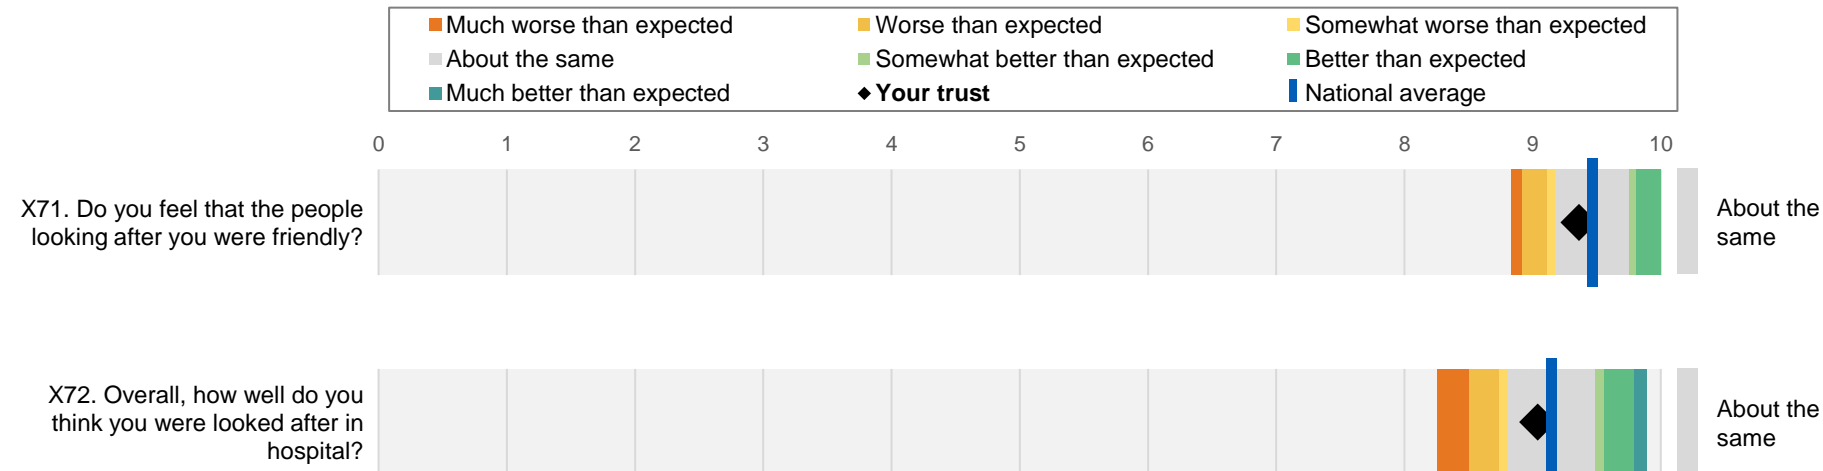 Much worse than expected
Worse than expected
Somewhat worse than expected
About the same
Somewhat better than expected
Better than expected
Much better than expected
Your trust
National average
0 1 2 3 4 5 6 7 8 9 10
X71. Do you feel that the people
looking after you were friendly?
About the
same
X72. Overall, how well do you
think you were looked after in
hospital?
About the
same